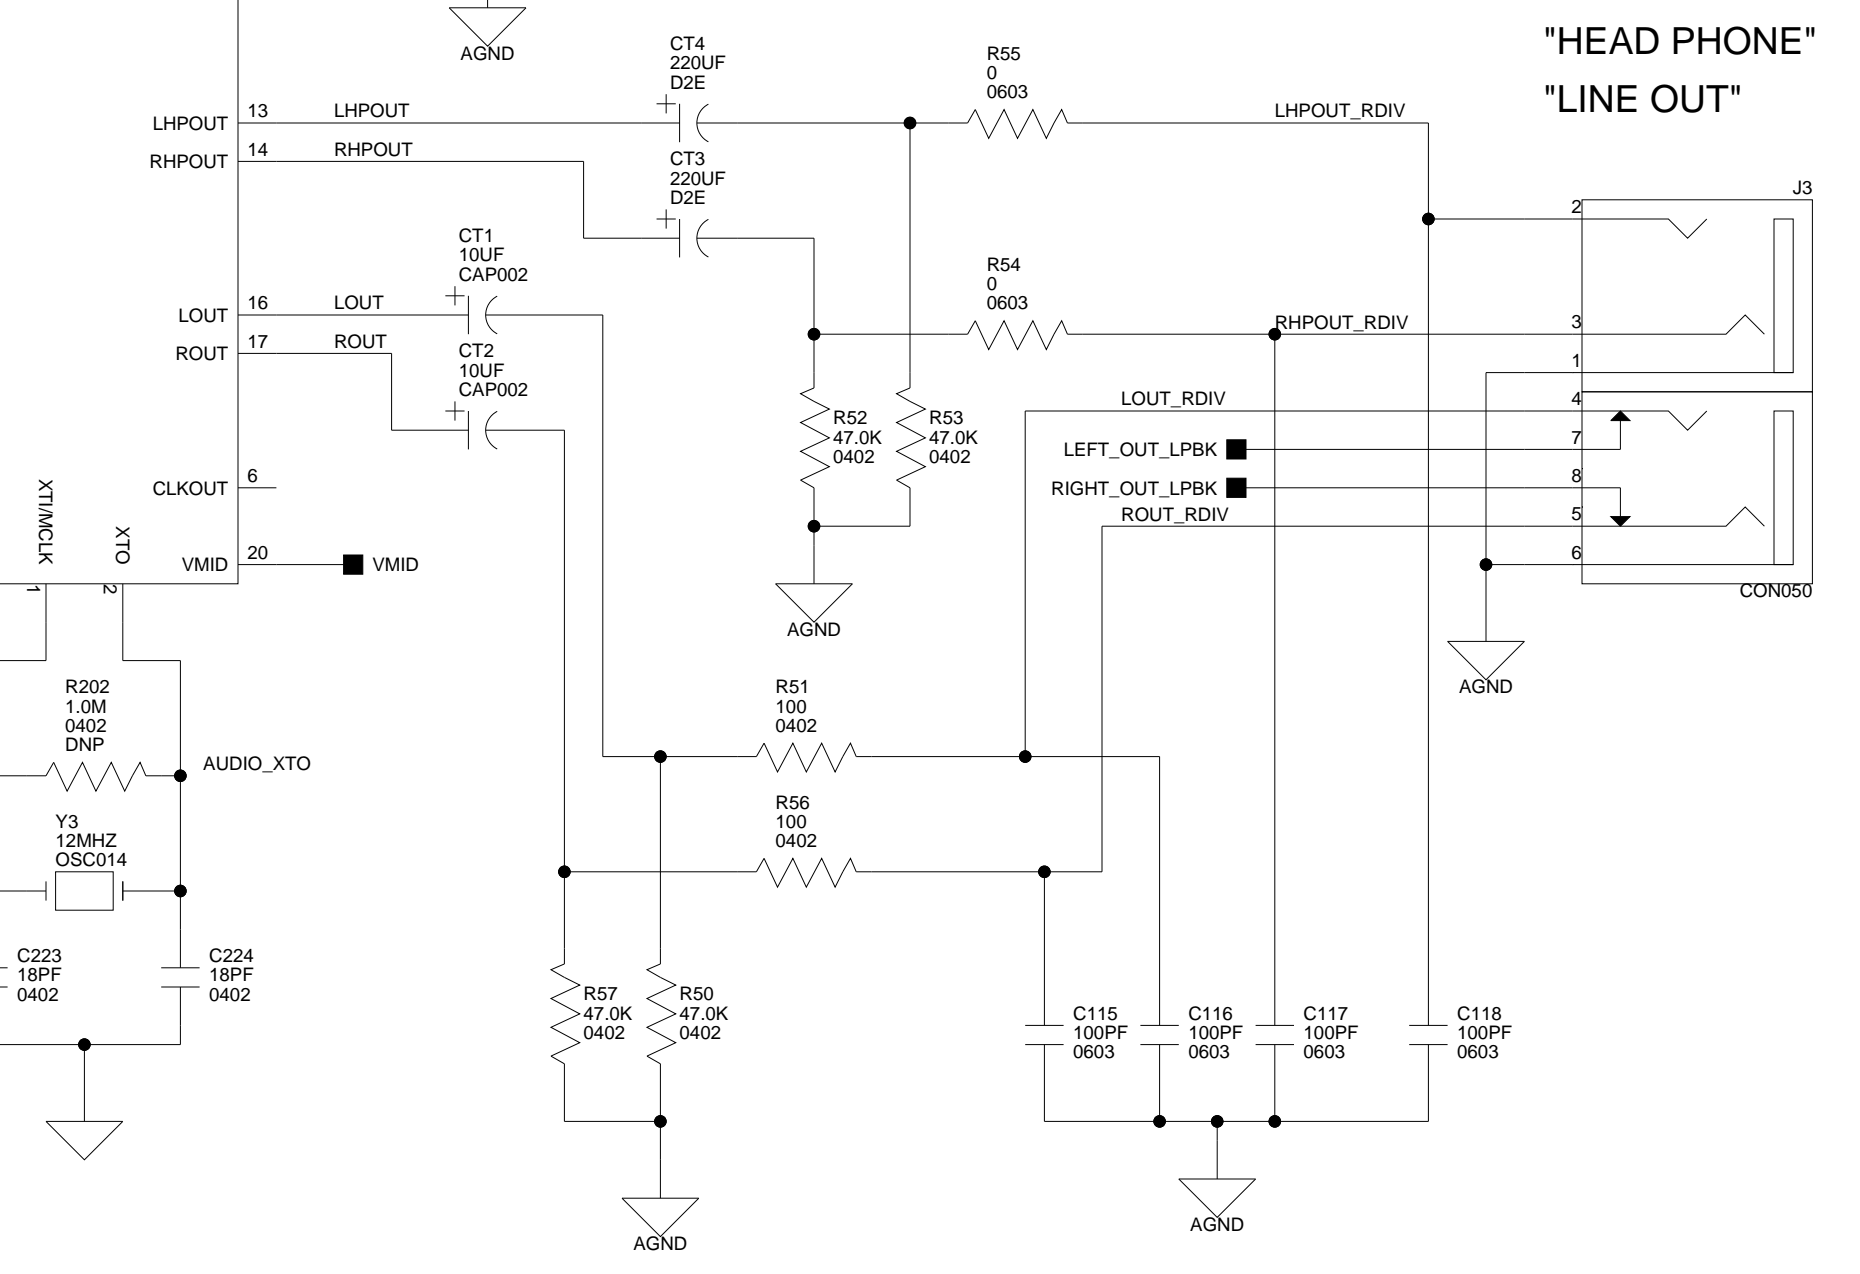 "HEAD PHONE"
"LINE OUT"
AGND
CT4
220UF
D2E
R55
0
0603
LHPOUT 13 LHPOUT
LHPOUT_RDIV
RHPOUT 14 RHPOUT
CT3
220UF
D2E
J3
2
CT1
10UF
CAP002
R54
0
0603
LOUT 16 LOUT
RHPOUT_RDIV 3
ROUT 17 ROUT
CT2
10UF
CAP002
1
LOUT_RDIV 4
R52
47.0K
0402
R53
47.0K
0402
LEFT_OUT_LPBK 7
CLKOUT 6
RIGHT_OUT_LPBK 8
ROUT_RDIV 5
XTI/MCLK
XTO
VMID 20 VMID
6
1
2
CON050
AGND
AGND
R202
1.0M
0402
DNP
R51
100
0402
AUDIO_XTO
Y3
12MHZ
OSC014
R56
100
0402
C223
18PF
0402
C224
18PF
0402
R57
47.0K
0402
R50
47.0K
0402
C115
100PF
0603
C116
100PF
0603
C117
100PF
0603
C118
100PF
0603
AGND
AGND